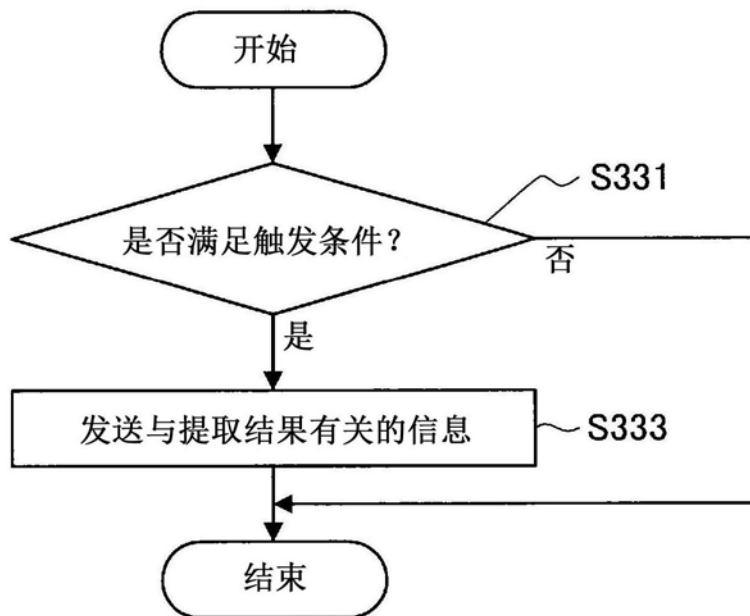 开始
S331
是否满足触发条件？
否
是
发送与提取结果有关的信息
S333
结束